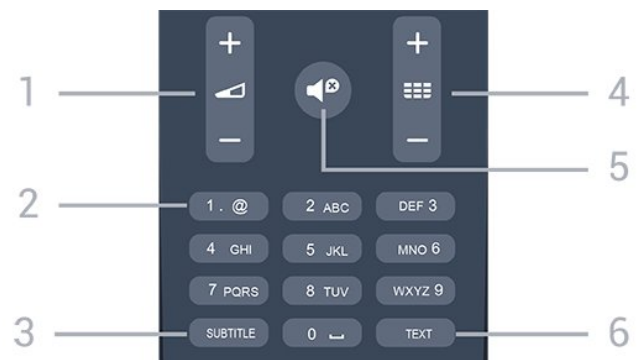 + +
1 4
− −
5
2 1 . @ 2 ABC DEF 3
4 GHI 5 JKL MNO 6
7 PQRS 8 TUV WXYZ 9
3 SUBTITLE 0 ⎵ TEXT 6